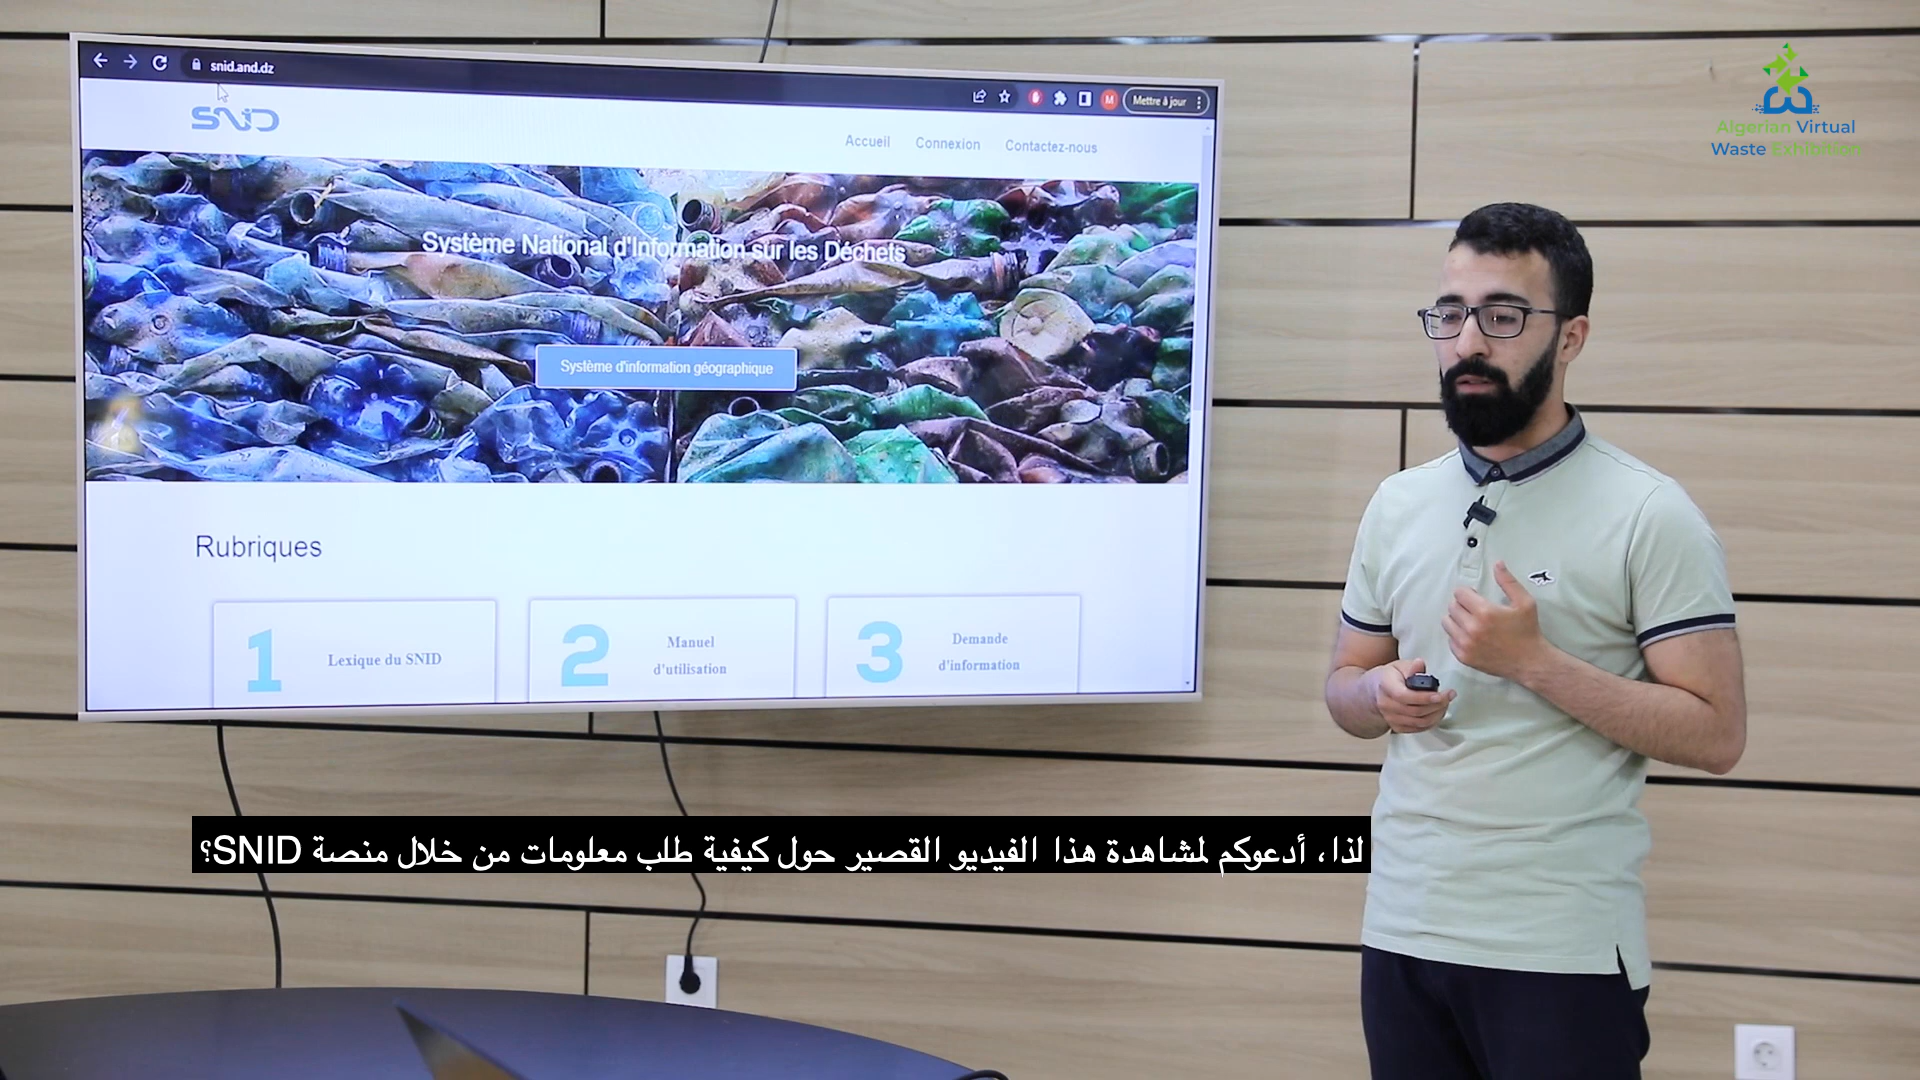 snid.and.dz
Mettre à jour
SNID
Accueil Connexion Contactez-nous
Système National d'Information sur les Déchets
Système d'information géographique
Rubriques
1 Lexique du SNID
2 Manuel
d'utilisation
3 Demande
d'information
Algerian Virtual
Waste Exhibition
لذا، أدعوكم لمشاهدة هذا الفيديو القصير حول كيفية طلب معلومات من خلال منصة SNID؟